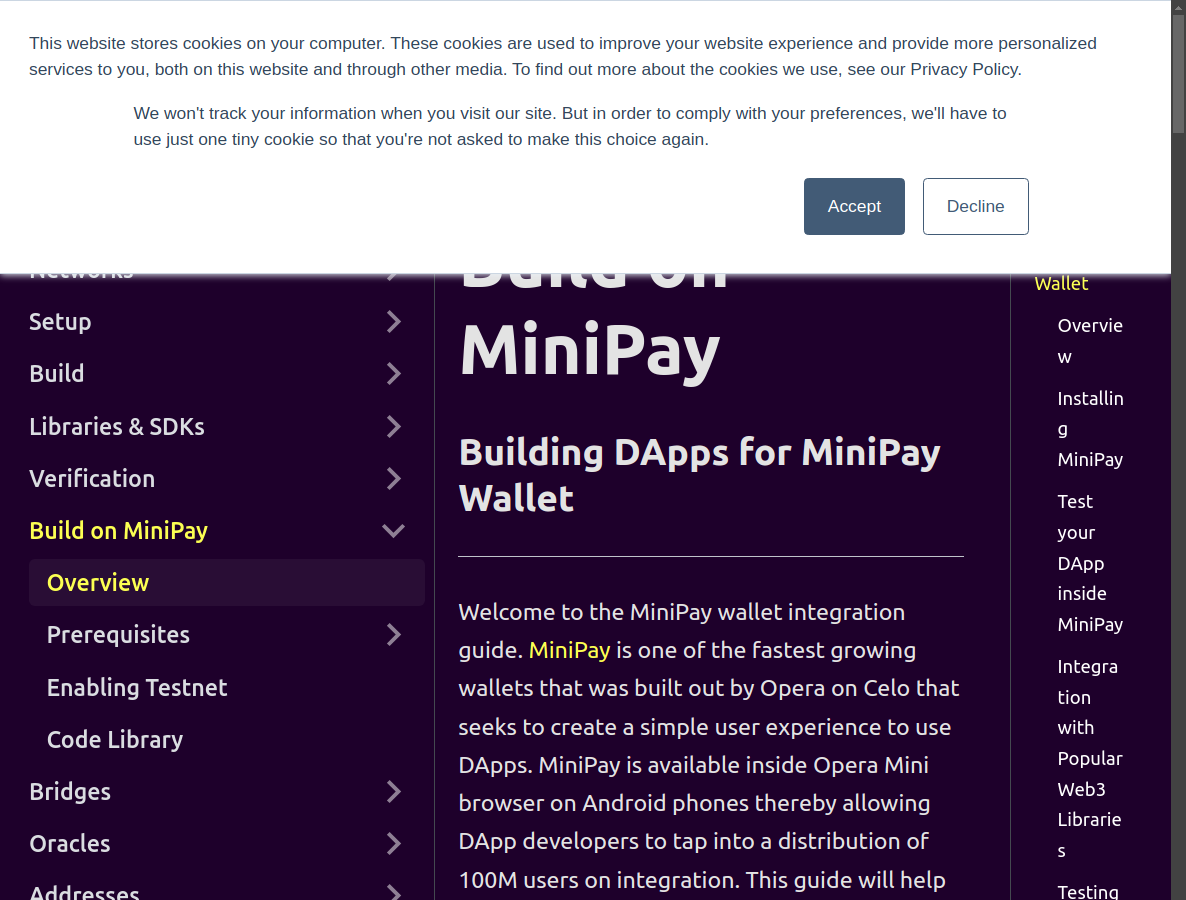 This website stores cookies on your computer. These cookies are used to improve your website experience and provide more personalized
services to you, both on this website and through other media. To find out more about the cookies we use, see our Privacy Policy.
We won't track your information when you visit our site. But in order to comply with your preferences, we'll have to
use just one tiny cookie so that you're not asked to make this choice again.
Accept
Decline
Networks
Setup
Build
Libraries & SDKs
Verification
Build on MiniPay
Overview
Prerequisites
Enabling Testnet
Code Library
Bridges
Oracles
Addresses
Build on
MiniPay
Building DApps for MiniPay
Wallet
Welcome to the MiniPay wallet integration
guide. MiniPay is one of the fastest growing
wallets that was built out by Opera on Celo that
seeks to create a simple user experience to use
DApps. MiniPay is available inside Opera Mini
browser on Android phones thereby allowing
DApp developers to tap into a distribution of
100M users on integration. This guide will help
Wallet
Overvie
w
Installin
g
MiniPay
Test
your
DApp
inside
MiniPay
Integra
tion
with
Popular
Web3
Librarie
s
Testing